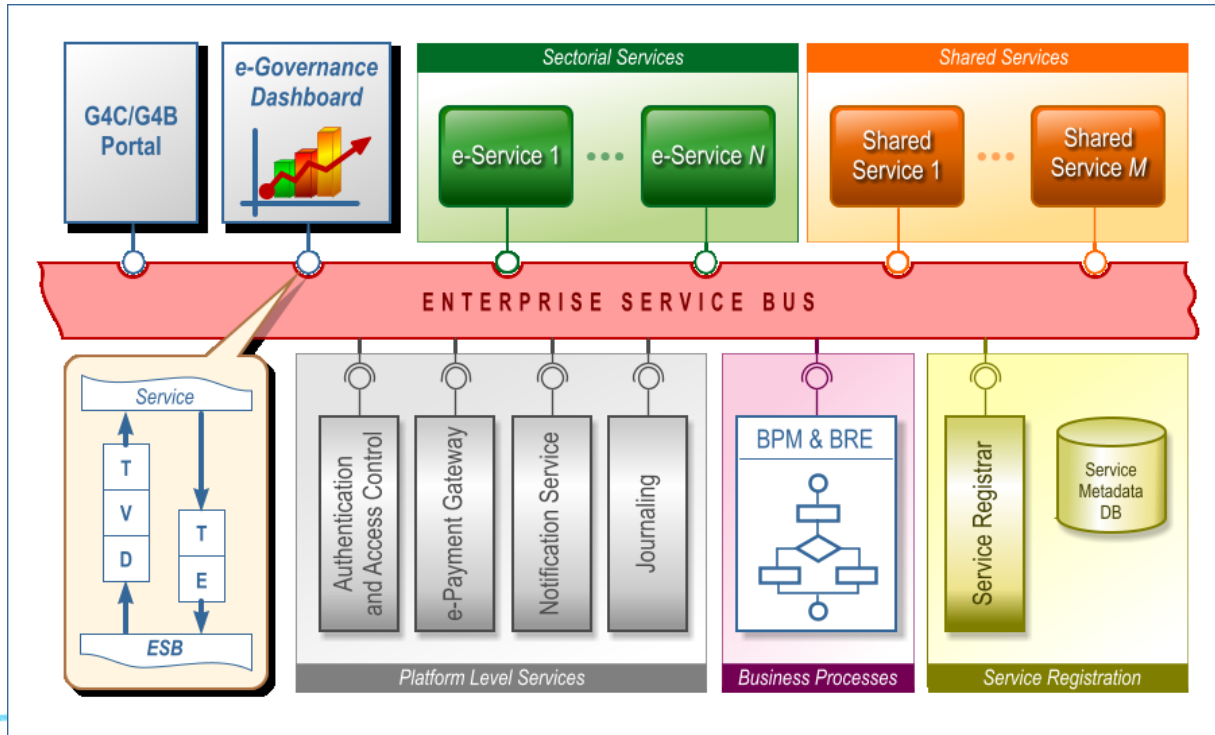 G4C/G4B
Portal
e-Governance
Dashboard
Sectorial Services
e-Service 1
e-Service N
Shared Services
Shared
Service 1
Shared
Service M
ENTERPRISE SERVICE BUS
Service
T
V
D
T
E
ESB
Authentication
and Access Control
e-Payment Gateway
Notification Service
Journaling
Platform Level Services
BPM & BRE
Business Processes
Service Registrar
Service
Metadata
DB
Service Registration